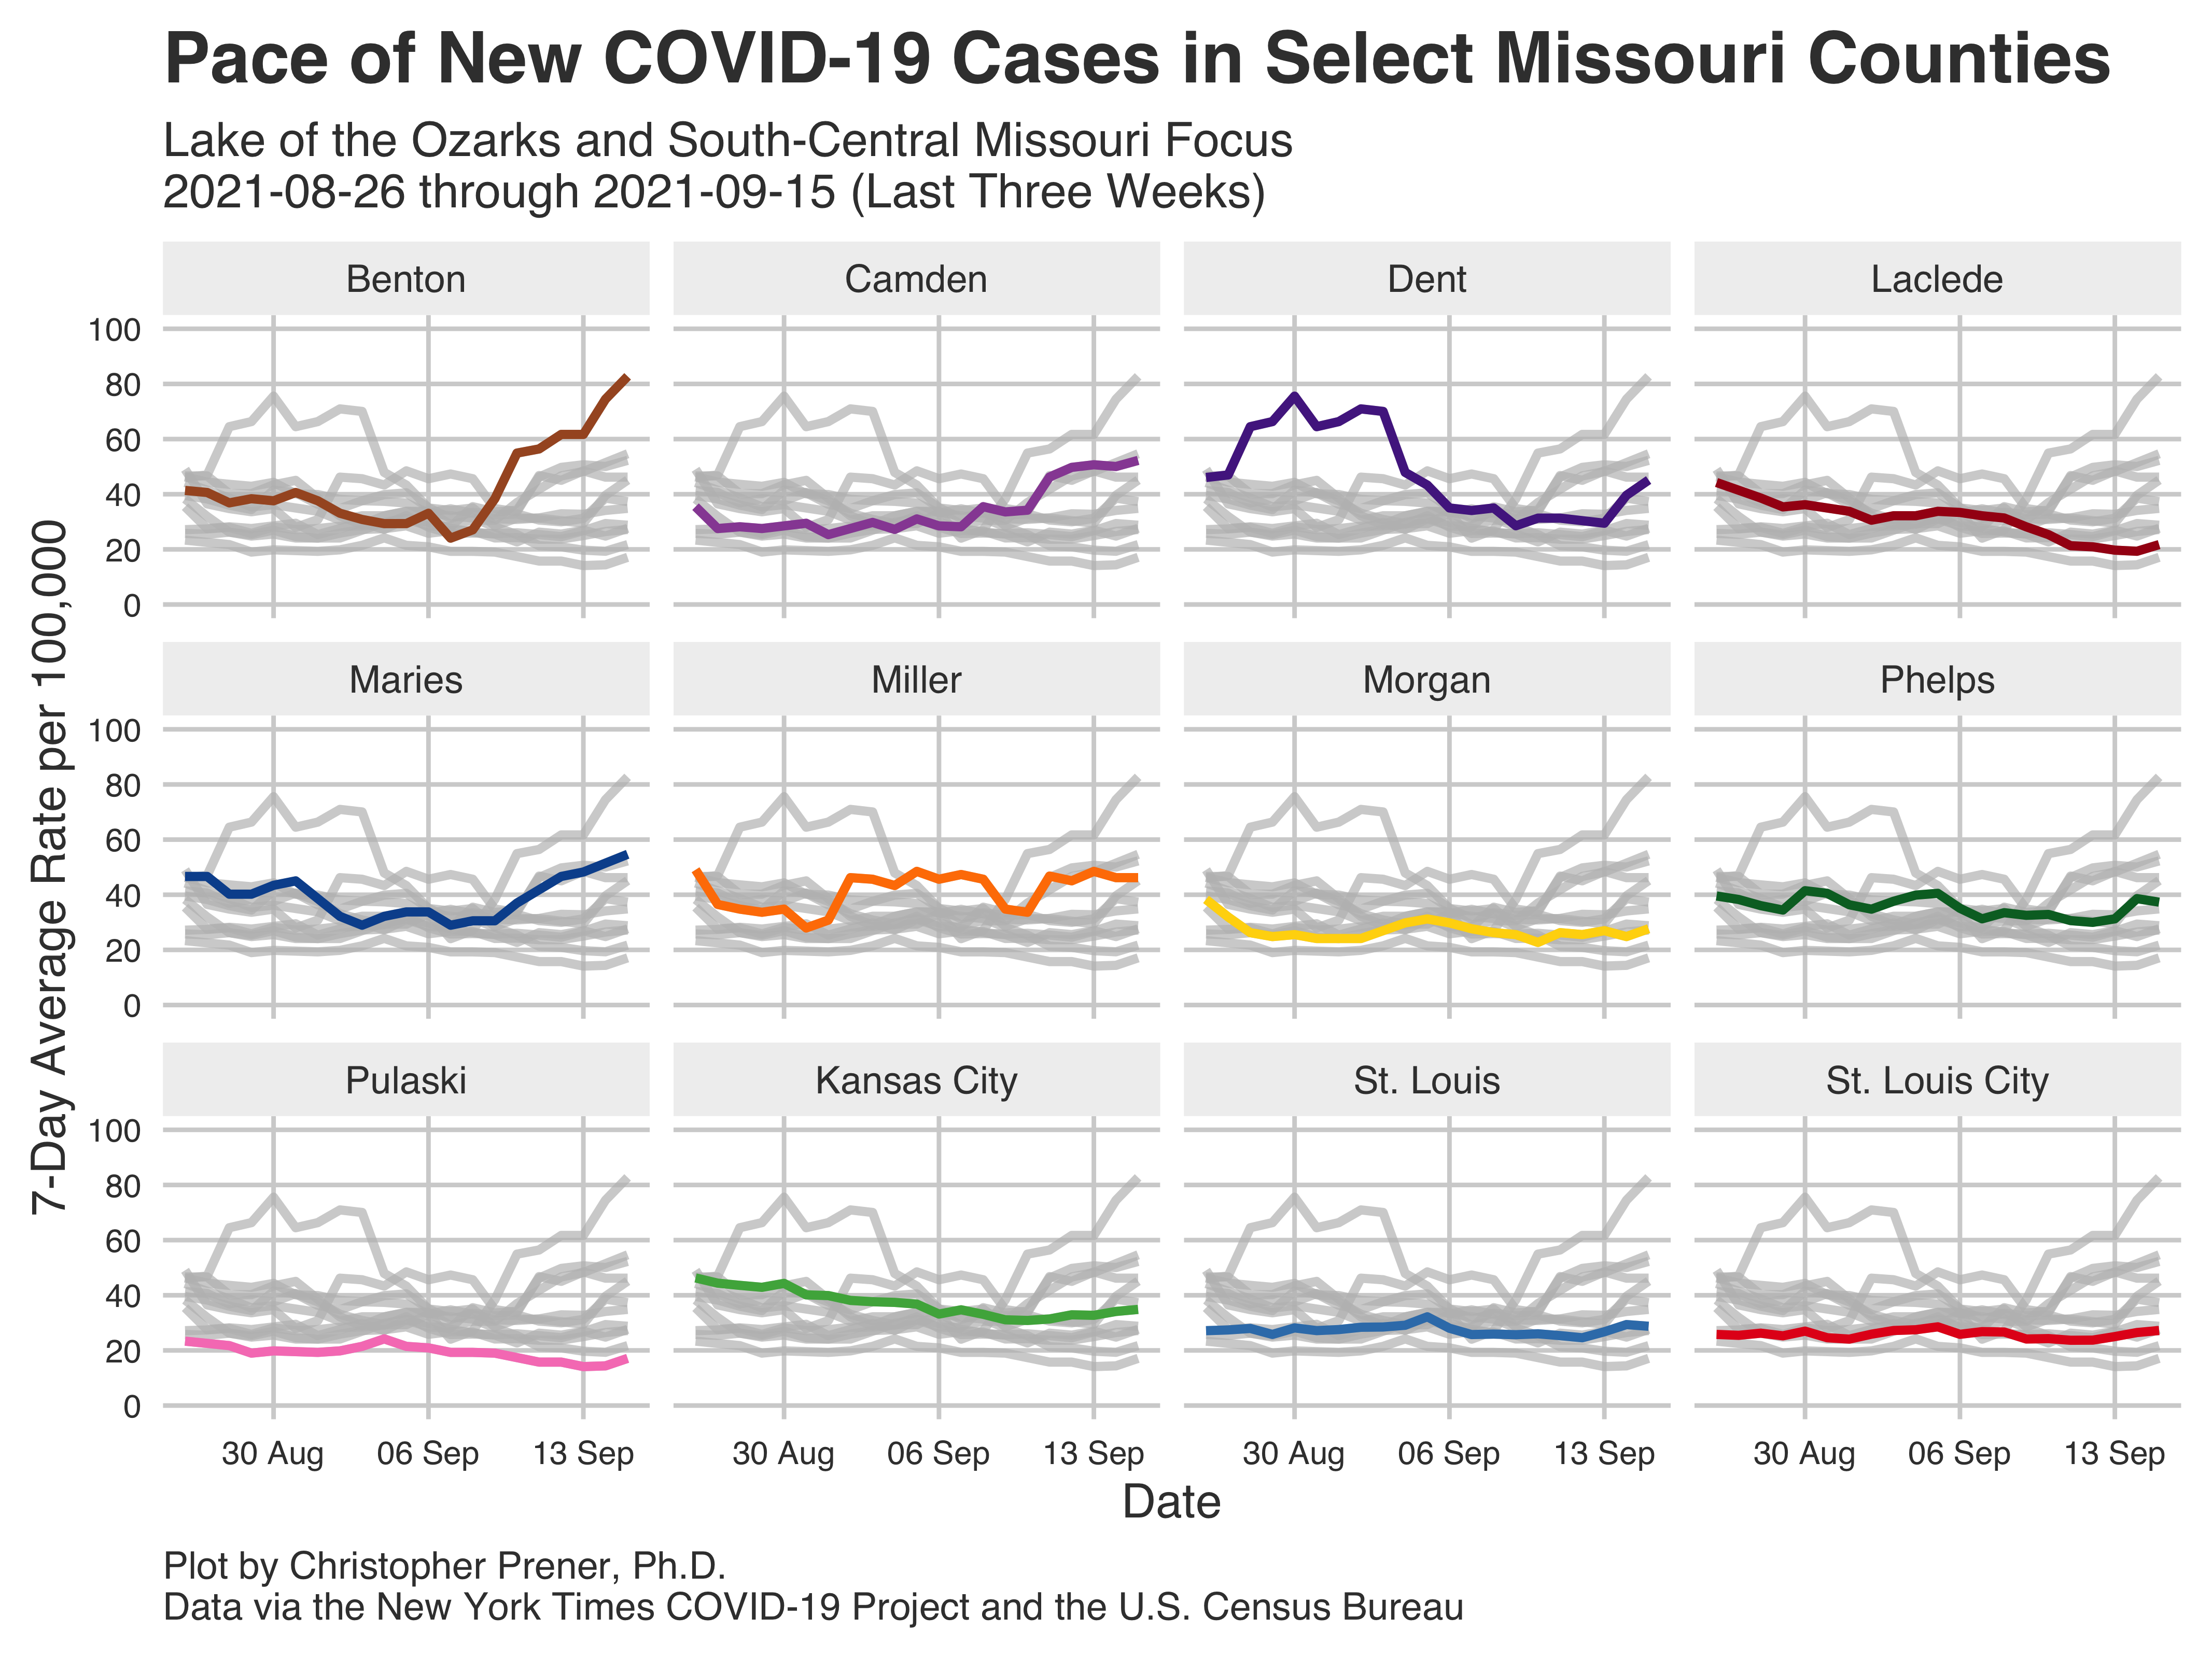 Pace of New COVID-19 Cases in Select Missouri Counties
Lake of the Ozarks and South-Central Missouri Focus
2021-08-26 through 2021-09-15 (Last Three Weeks)
Benton
Camden
Dent
Laclede
100
80
60
40
20
0
Maries
Miller
Morgan
Phelps
100
80
60
40
20
0
Pulaski
Kansas City
St. Louis
St. Louis City
100
80
60
40
20
0
7-Day Average Rate per 100,000
30 Aug
06 Sep
13 Sep
30 Aug
06 Sep
13 Sep
30 Aug
06 Sep
13 Sep
30 Aug
06 Sep
13 Sep
Date
Plot by Christopher Prener, Ph.D.
Data via the New York Times COVID-19 Project and the U.S. Census Bureau